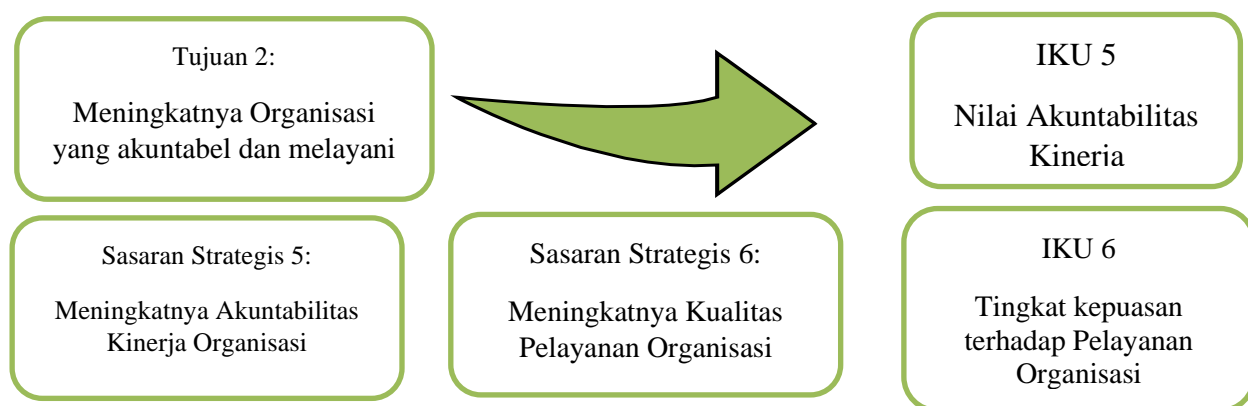 Tujuan 2:
Meningkatnya Organisasi
yang akuntabel dan melayani
IKU 5
Nilai Akuntabilitas
Kineria
Sasaran Strategis 5:
Meningkatnya Akuntabilitas
Kinerja Organisasi
Sasaran Strategis 6:
Meningkatnya Kualitas
Pelayanan Organisasi
IKU 6
Tingkat kepuasan
terhadap Pelayanan
Organisasi